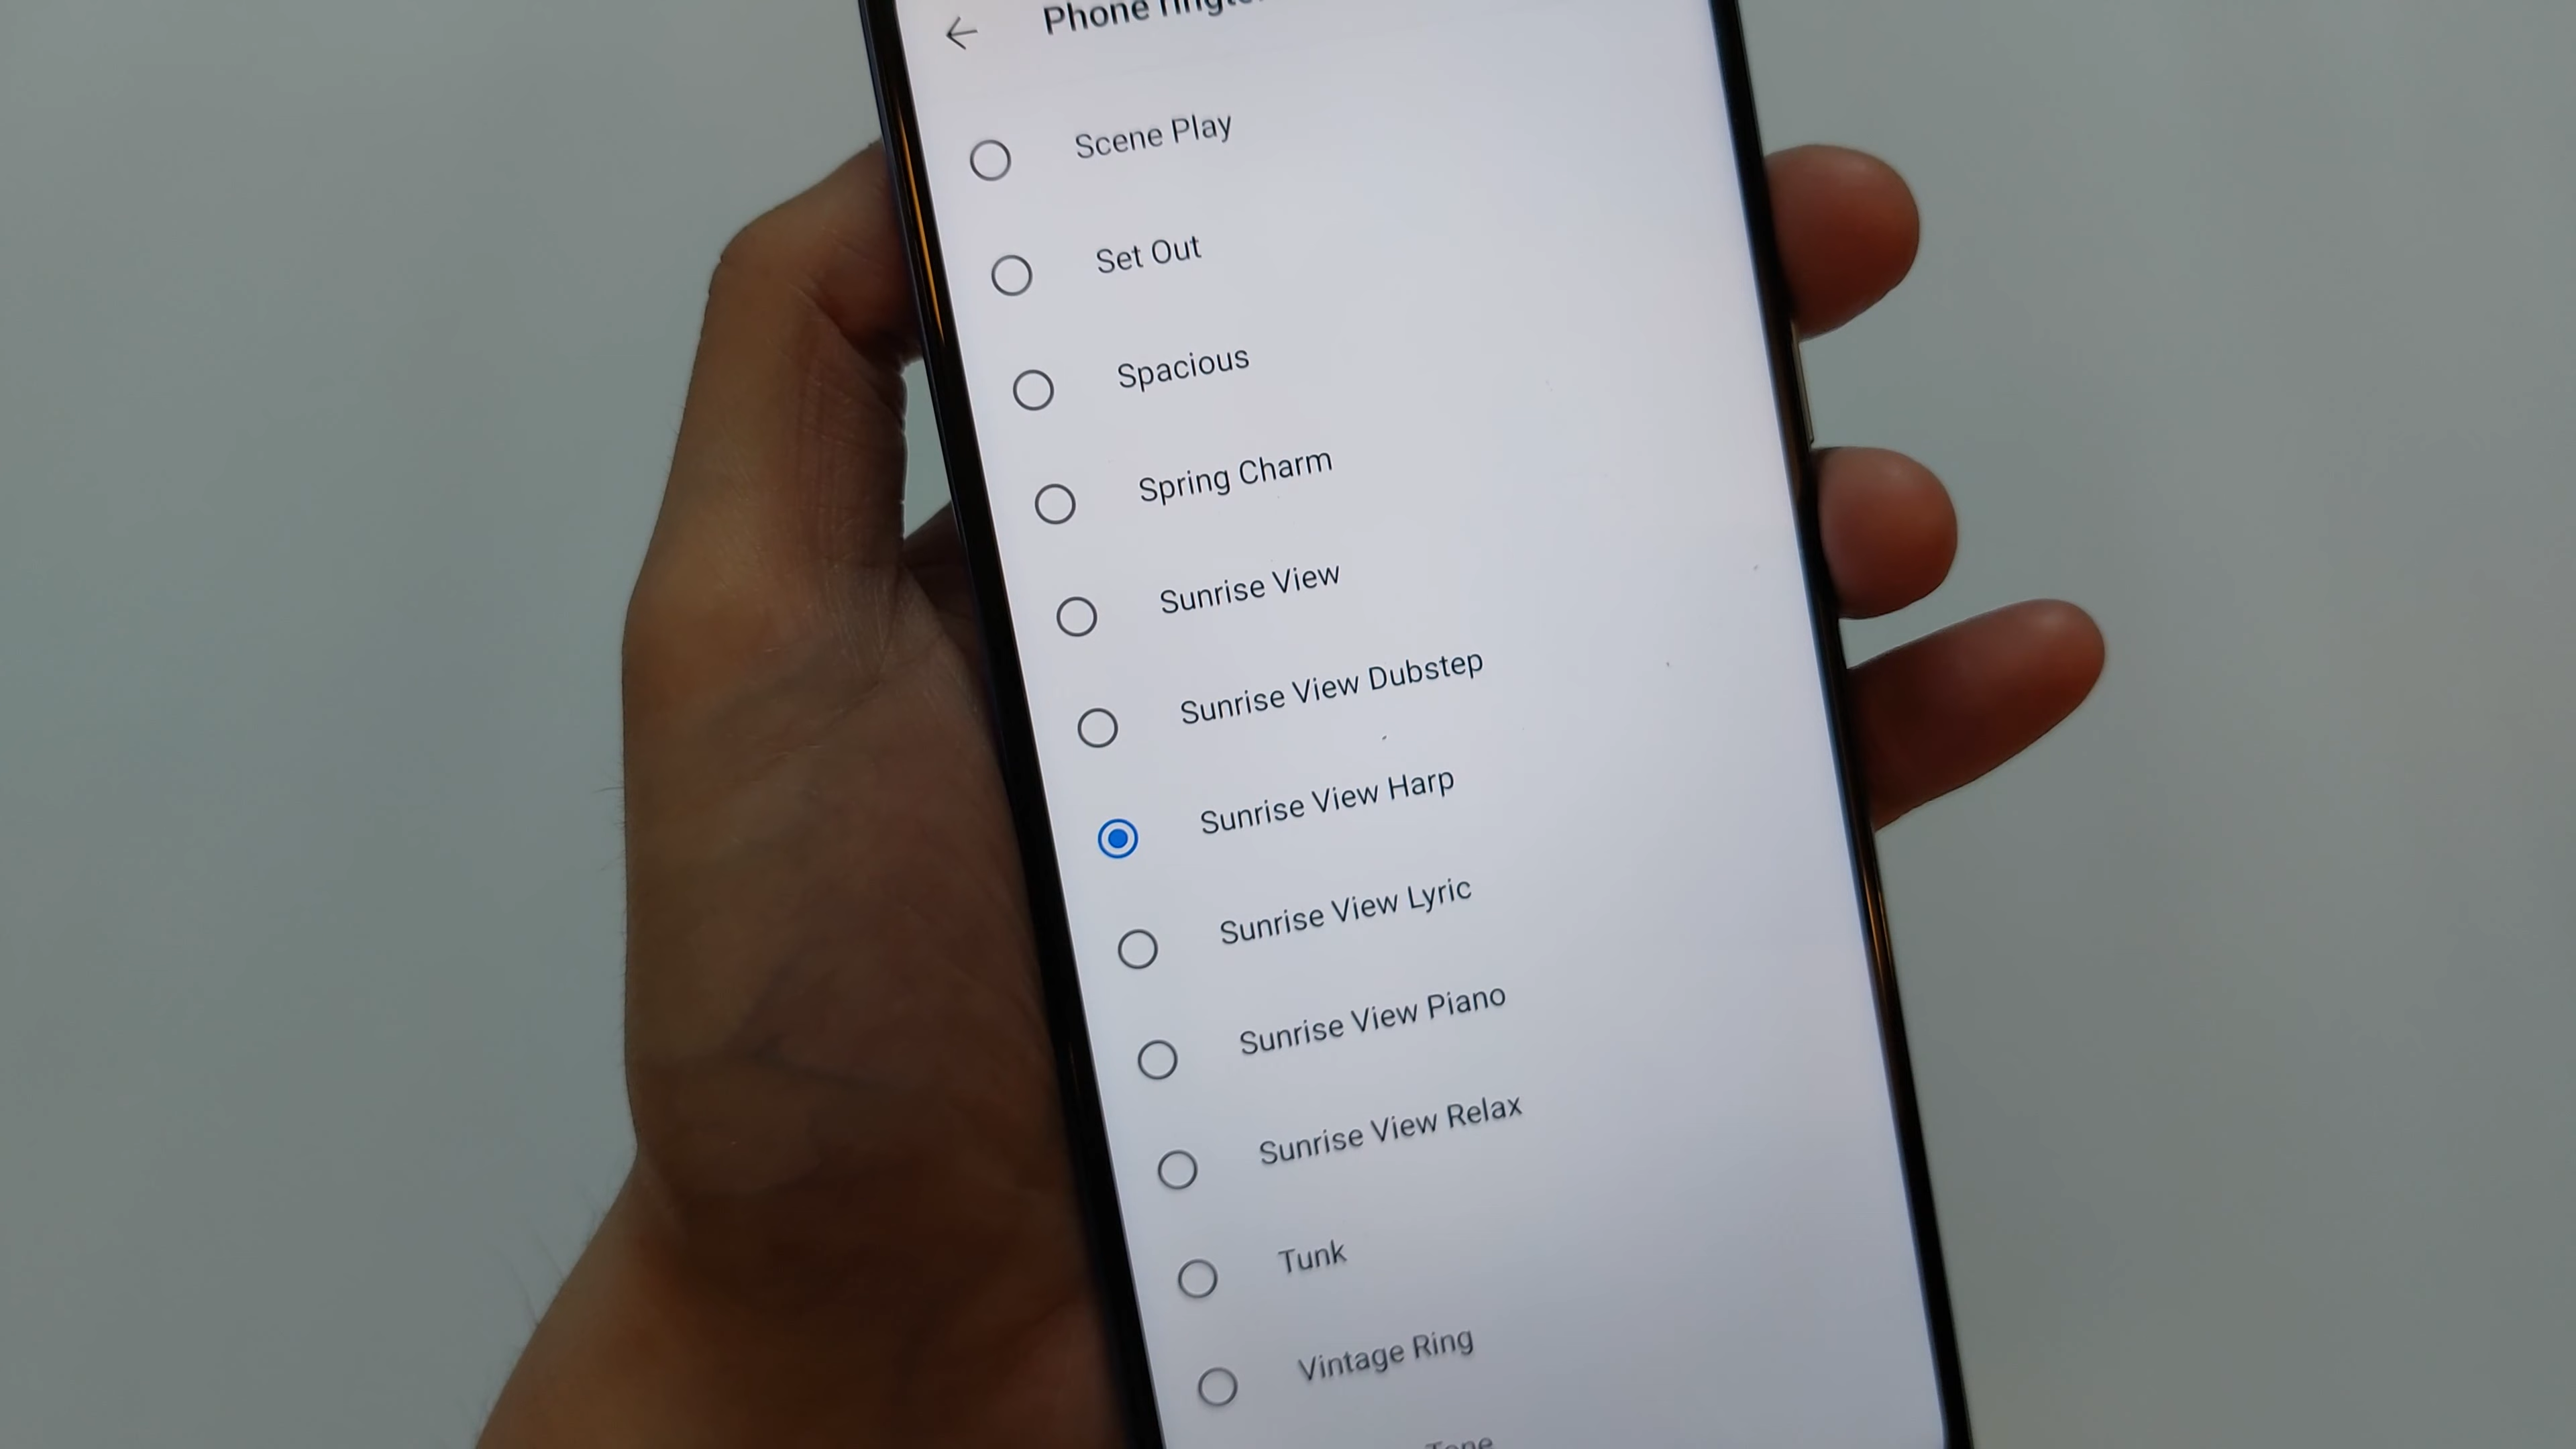 Phone
Scene Play
Set Out
Spacious
Spring Charm
Sunrise View
Sunrise View Dubstep
Sunrise View Harp
Sunrise View Lyric
Sunrise View Piano
Sunrise View Relax
Tunk
Vintage Ring
Tone